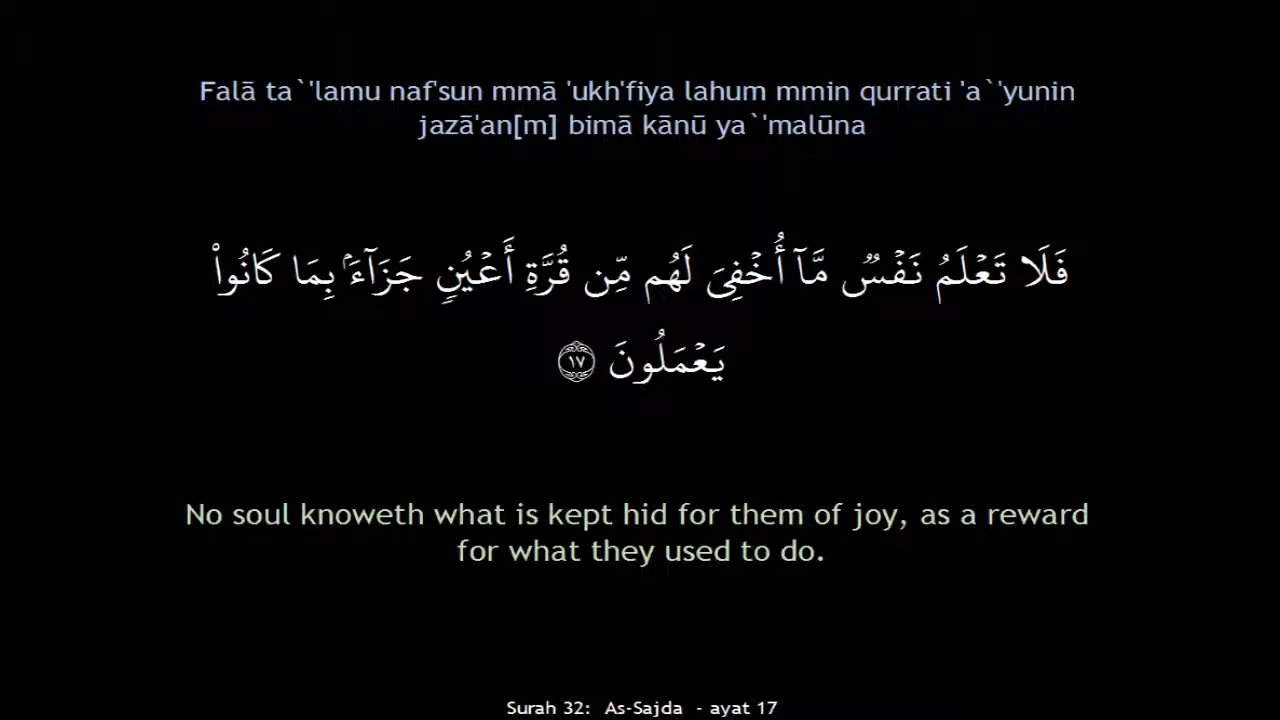 Falā ta`'lamu naf'sun mmā 'ukh'fiya lahum mmin qurrati 'a`'yunin
jazā'an[m] bimā kānū ya`'malūna
فَلَا تَعْلَمُ نَفْسٌ مَّآ أُخْفِىَ لَهُم مِّن قُرَّةِ أَعْيُنٍ جَزَآءًۢ بِمَا كَانُوا۟
يَعْمَلُونَ ١٧
No soul knoweth what is kept hid for them of joy, as a reward
for what they used to do.
Surah 32: As-Sajda - ayat 17